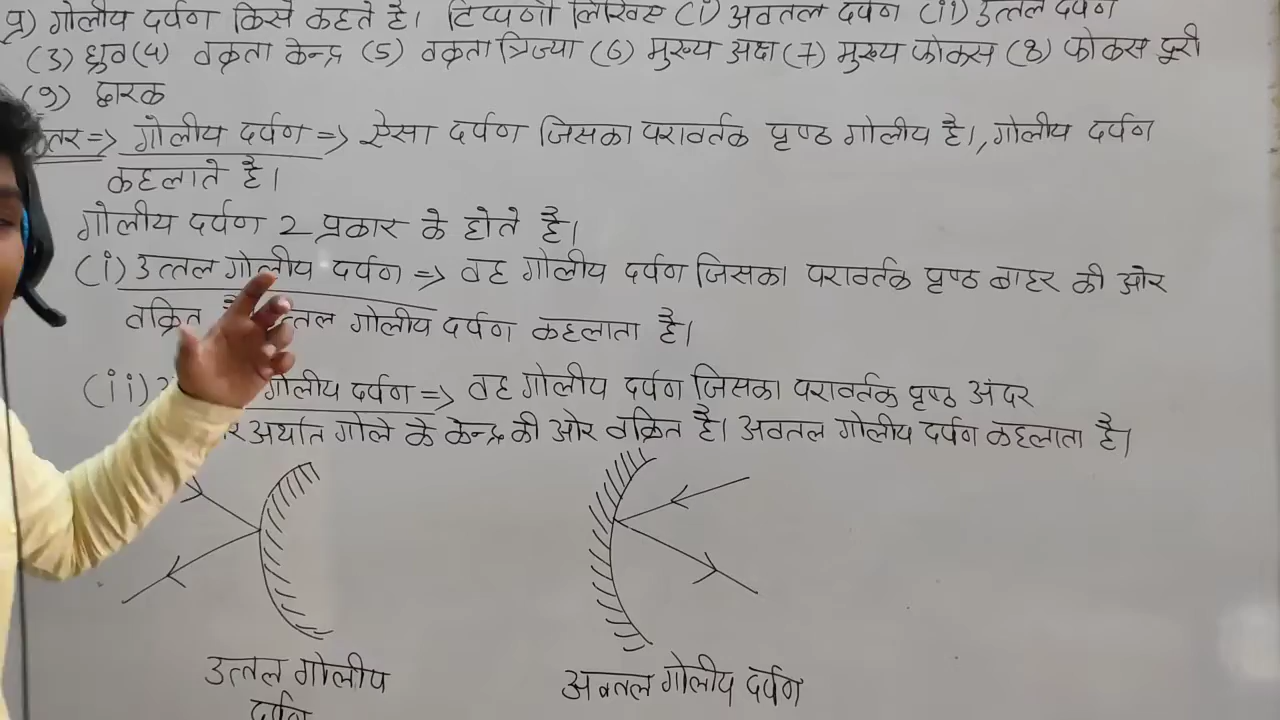 प्र) गोलीय दर्पण किसे कहते है। टिप्पणी लिखिए (i) अवतल दर्पण (ii) उत्तल दर्पण
(3) ध्रुव (4) वक्रता केन्द्र (5) वक्रता त्रिज्या (6) मुख्य अक्ष (7) मुख्य फोकस (8) फोकस दूरी
(9) द्वारक
गोलीय दर्पण => ऐसा दर्पण जिसका परावर्तक पृष्ठ गोलीय है।, गोलीय दर्पण
कहलाते है।
गोलीय दर्पण 2 प्रकार के होते है।
(i) उत्तल गोलीय दर्पण => वह गोलीय दर्पण जिसका परावर्तक पृष्ठ बाहर की ओर
वक्रित गोलीय दर्पण कहलाता है।
(ii) गोलीय दर्पण => वह गोलीय दर्पण जिसका परावर्तक पृष्ठ अंदर
अर्थात गोले के केन्द्र की ओर वक्रित है। अवतल गोलीय दर्पण कहलाता है।
उत्तल गोलीय
दर्पण
अवतल गोलीय दर्पण